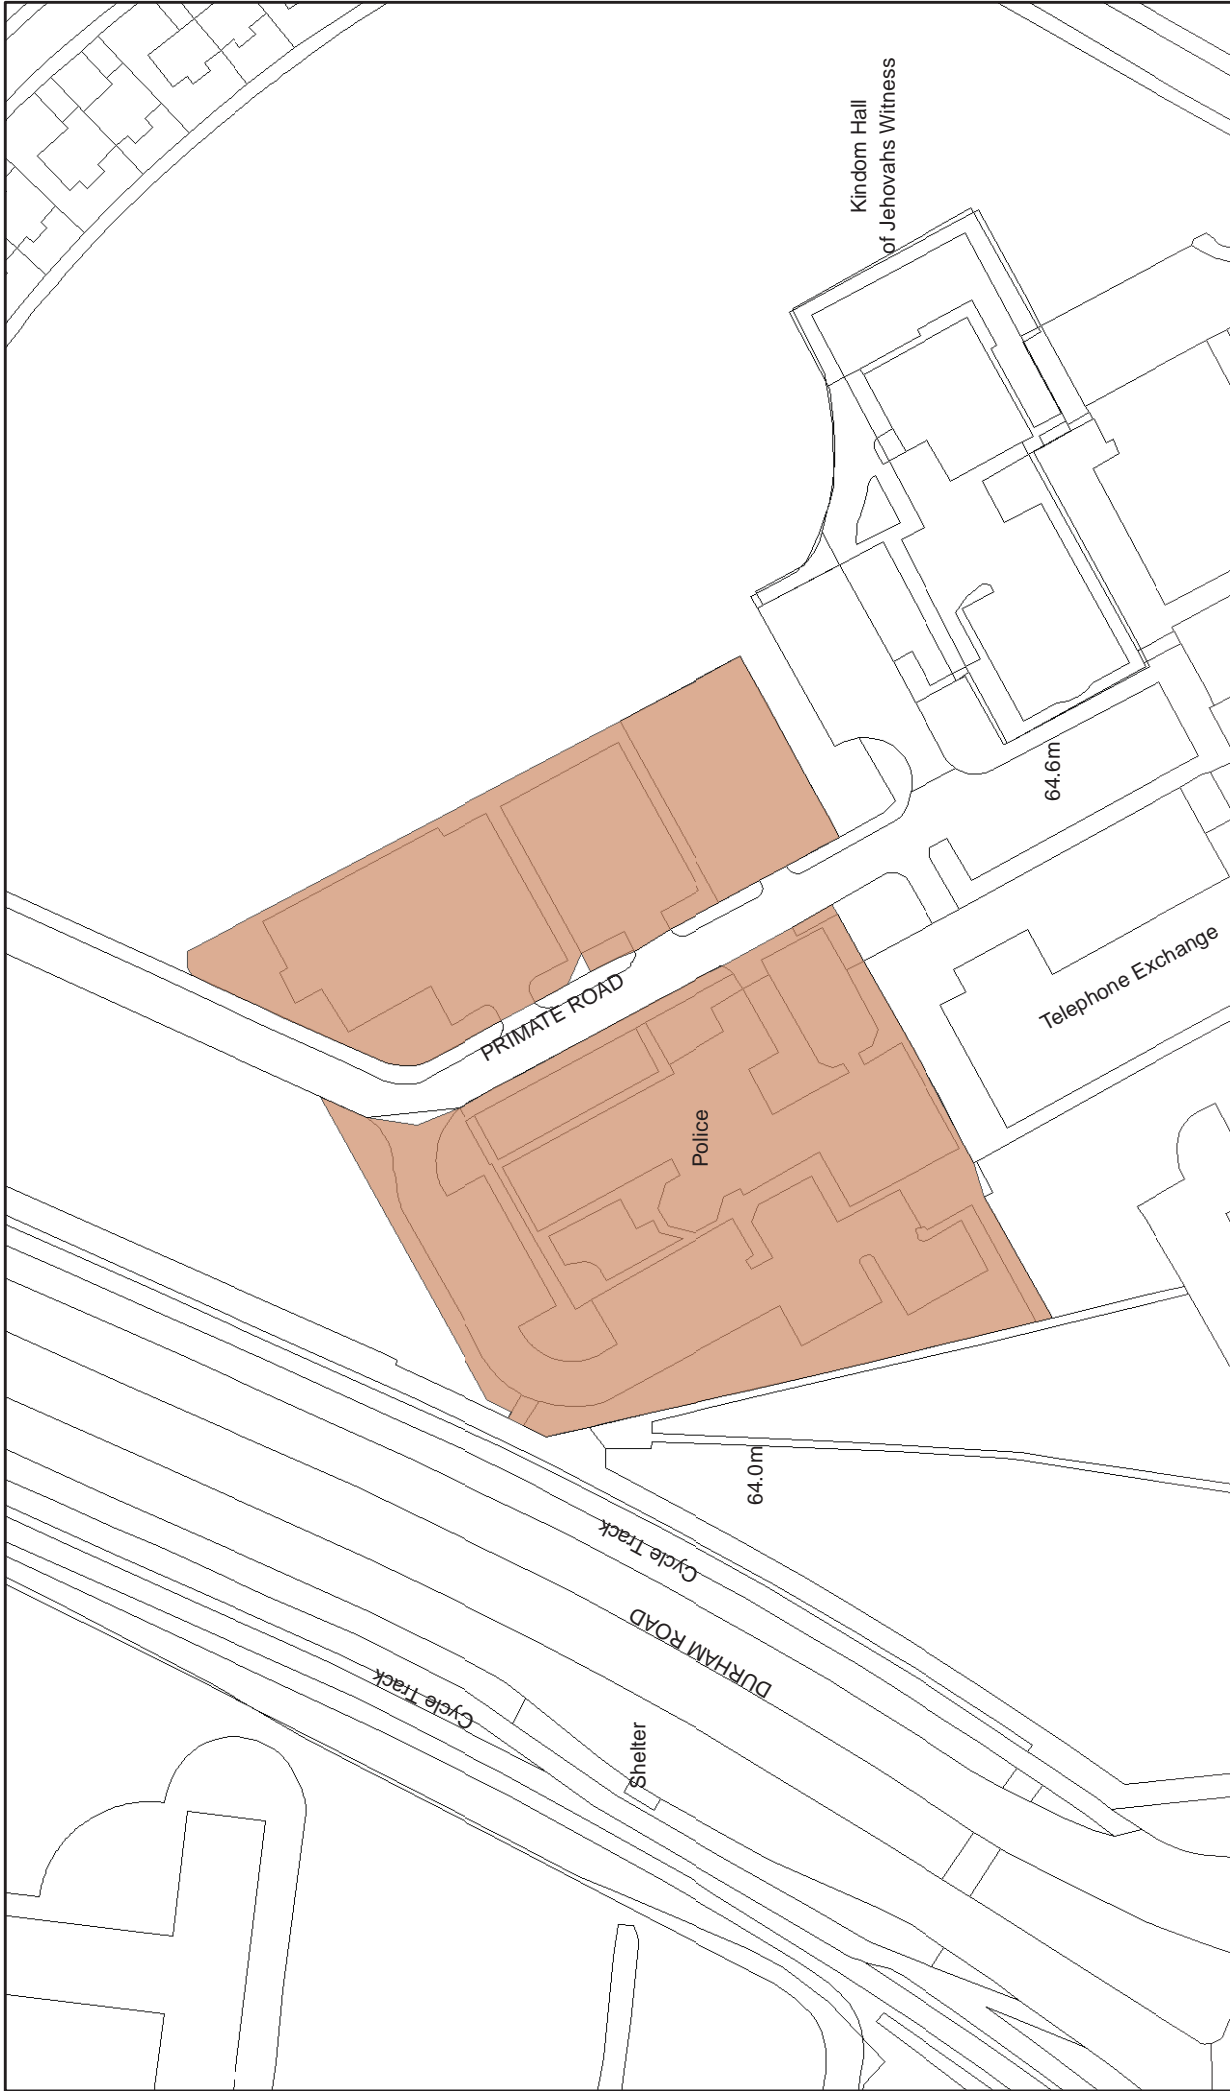 Kindom Hall
of Jehovahs Witness
64.6m
Telephone Exchange
PRIMATE ROAD
Police
64.0m
Cycle Track
DURHAM ROAD
Cycle Track
Shelter